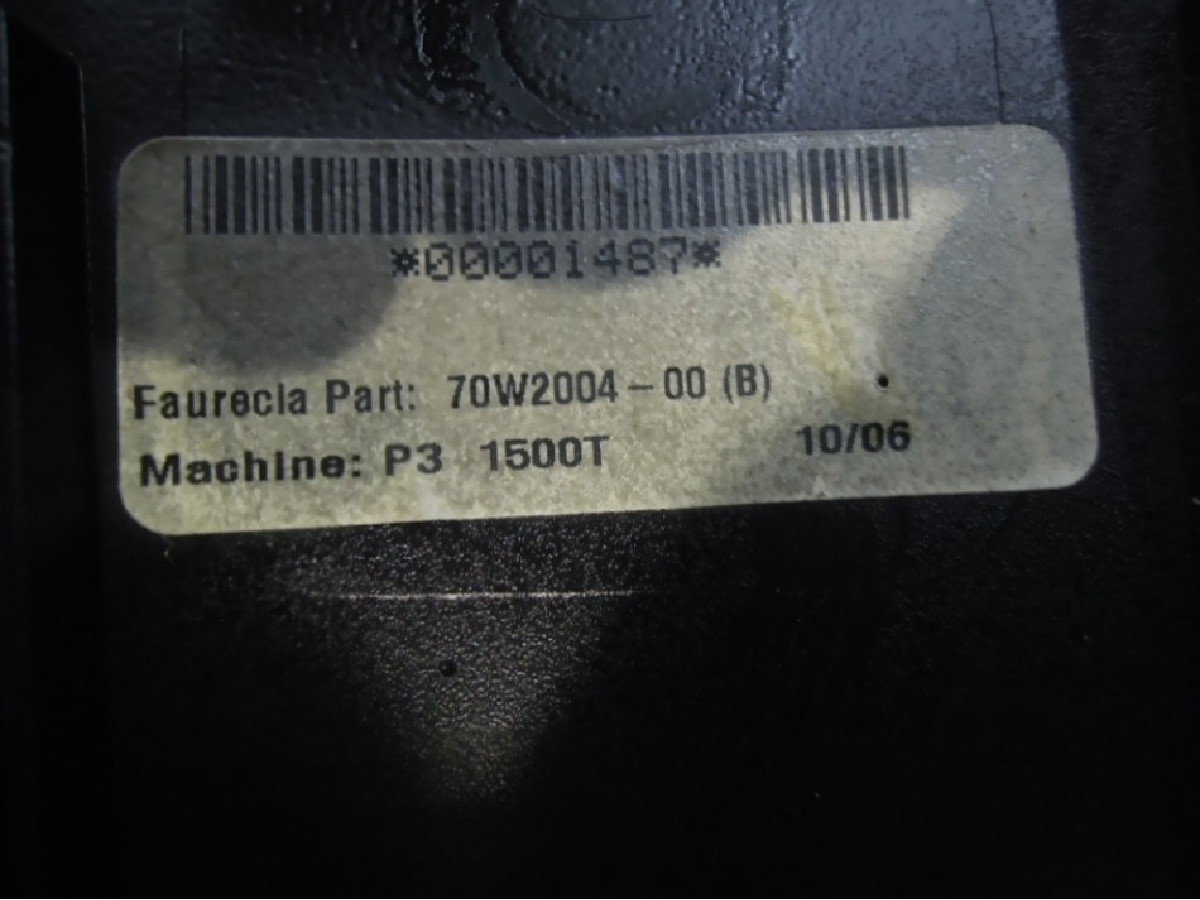 *00001487*
Faurecia Part: 70W2004-00 (B)
Machine: P3 1500T 10/06